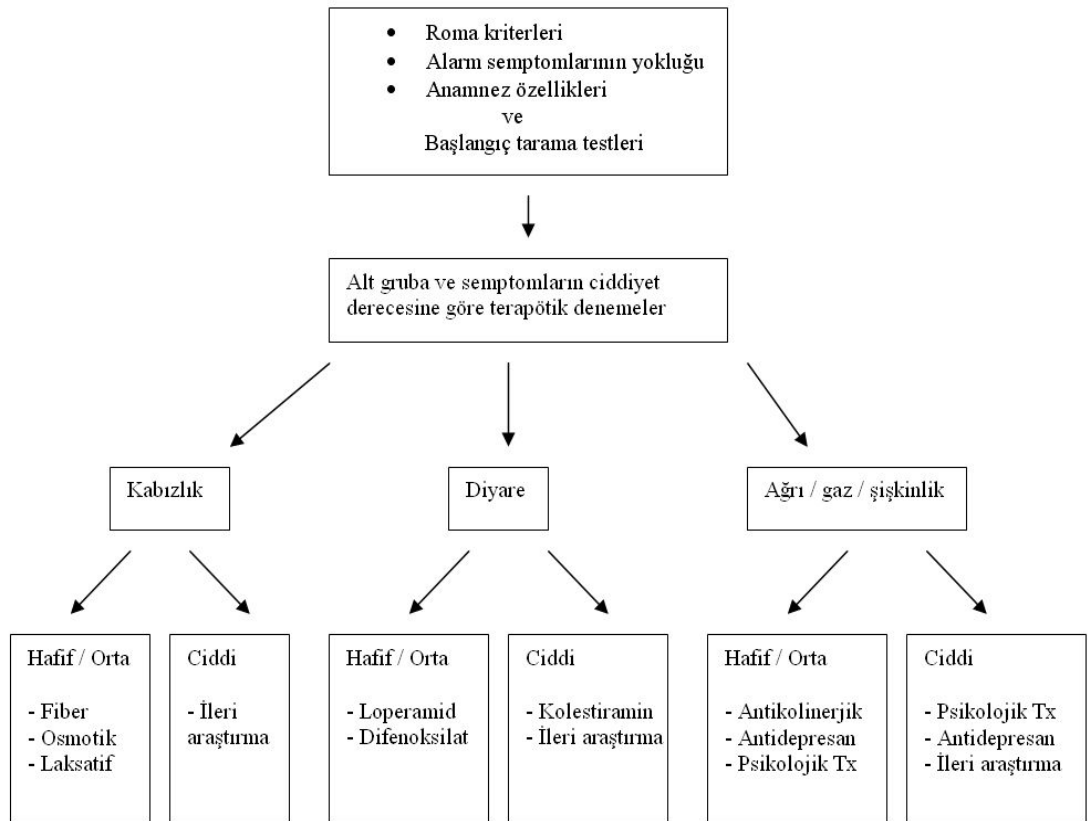 • Roma kriterleri
• Alarm semptomlarının yokluğu
• Anamnez özellikleri
ve
Başlangıç tarama testleri
Alt gruba ve semptomların ciddiyet
derecesine göre terapötik denemeler
Kabızlık
Diyare
Ağrı / gaz / şişkinlik
Hafif / Orta
- Fiber
- Osmotik
- Laksatif
Ciddi
- İleri
araştırma
Hafif / Orta
- Loperamid
- Difenoksilat
Ciddi
- Kolestiramin
- İleri araştırma
Hafif / Orta
- Antikolinerjik
- Antidepresan
- Psikolojik Tx
Ciddi
- Psikolojik Tx
- Antidepresan
- İleri araştırma